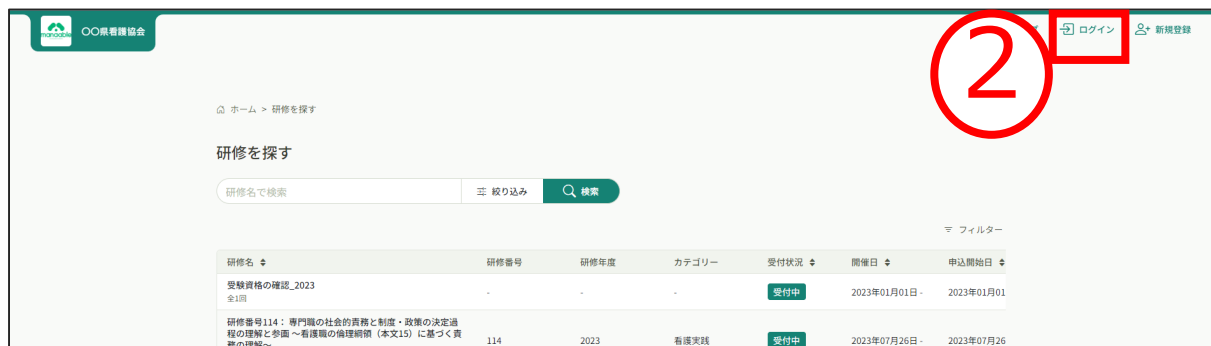 manaable
〇〇県看護協会
ログイン
新規登録
②
ホーム > 研修を探す
研修を探す
研修名で検索
絞り込み
検索
フィルター
研修名 研修番号 研修年度 カテゴリー 受付状況 開催日 申込開始日
受験資格の確認_2023
全1回
- - - 受付中 2023年01月01日 - 2023年01月01
研修番号114： 専門職の社会的責務と制度・政策の決定過
程の理解と参画 ～看護職の倫理綱領（本文15）に基づく責
務の理解～
114 2023 看護実践 受付中 2023年07月26日 - 2023年07月26